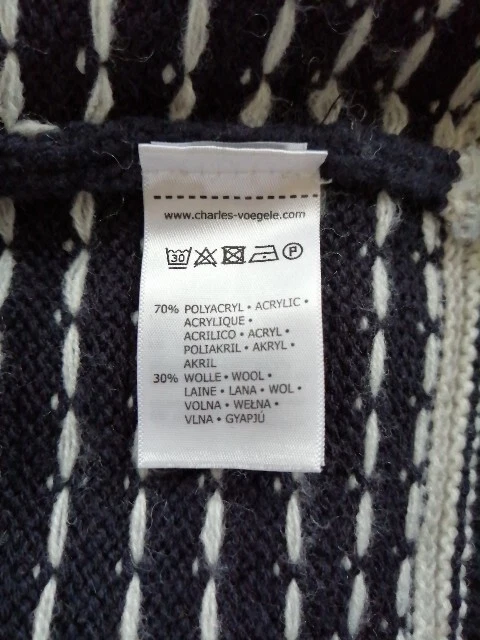 www.charles-voegele.com
30 P
70% POLYACRYL • ACRYLIC •
ACRYLIQUE •
ACRILICO • ACRYL •
POLIAKRIL • AKRYL •
AKRIL
30% WOLLE • WOOL •
LAINE • LANA • WOL •
VOLNA • WEŁNA •
VLNA • GYAPJÚ